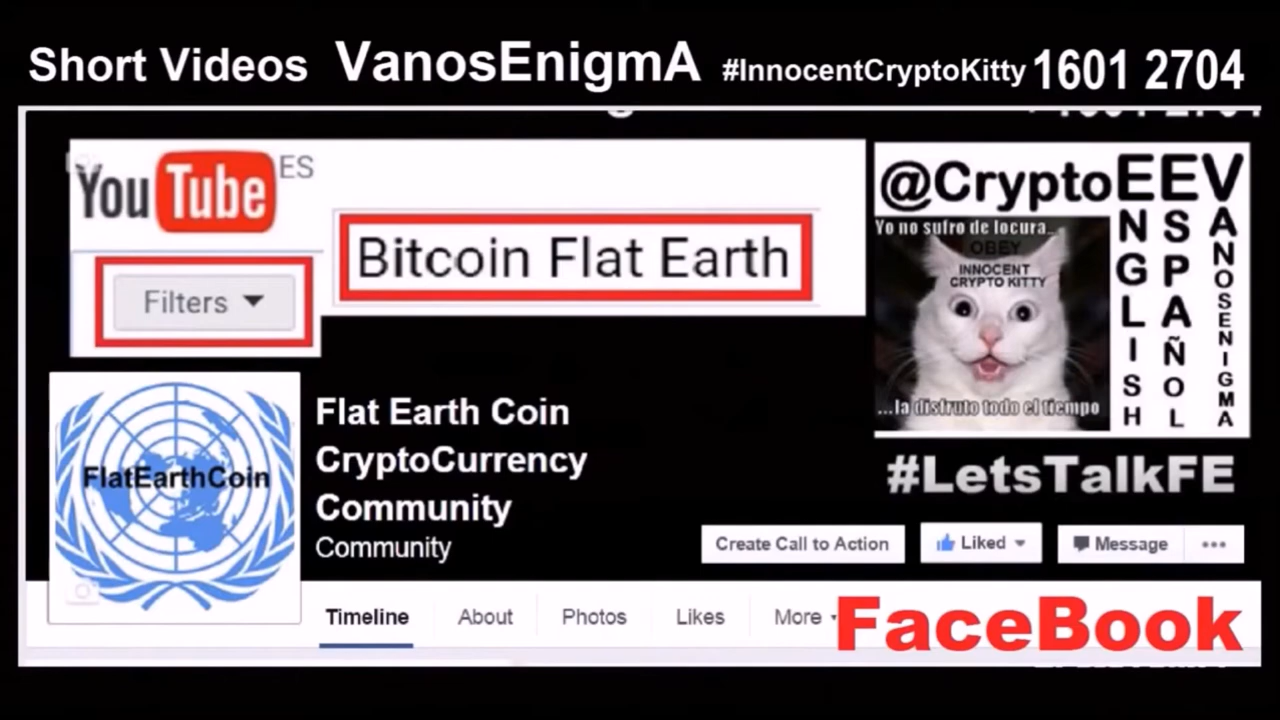 Short Videos VanosEnigmA #InnocentCryptoKitty 1601 2704
YouTube ES
Bitcoin Flat Earth
Filters
@CryptoEEV
ENGLISH
ESPAÑOL
VANOSENIGMA
Yo no sufro de locura...
OBEY
INNOCENT
CRYPTO KITTY
...la disfruto todo el tiempo
#LetsTalkFE
FlatEarthCoin
Flat Earth Coin
CryptoCurrency
Community
Community
Create Call to Action Liked Message
Timeline About Photos Likes More
FaceBook